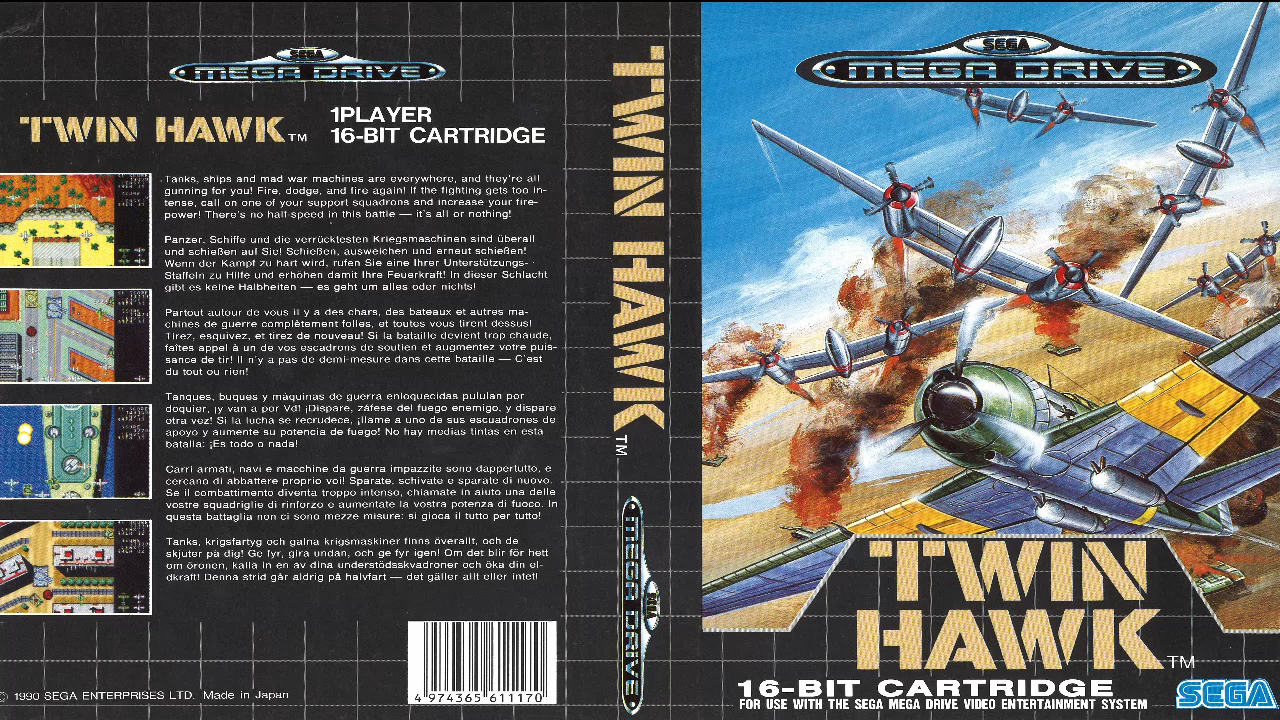 SEGA
MEGA DRIVE
TWIN HAWK TM
1PLAYER
16-BIT CARTRIDGE
Tanks, ships and mad war machines are everywhere, and they're all
gunning for you! Fire, dodge, and fire again! If the fighting gets too in-
tense, call on one of your support squadrons and increase your fire-
power! There's no half-speed in this battle — it's all or nothing!
Panzer, Schiffe und die verrücktesten Kriegsmaschinen sind überall
und schießen auf Sie! Schießen, ausweichen und erneut schießen!
Wenn der Kampf zu hart wird, rufen Sie eine Ihrer Unterstützungs-
Staffeln zu Hilfe und erhöhen damit Ihre Feuerkraft! In dieser Schlacht
gibt es keine Halbheiten — es geht um alles oder nichts!
Partout autour de vous il y a des chars, des bateaux et autres ma-
chines de guerre complètement folles, et toutes vous tirent dessus!
Tirez, esquivez, et tirez de nouveau! Si la bataille devient trop chaude,
faites appel à un de vos escadrons de soutien et augmentez votre puis-
sance de tir! Il n'y a pas de demi-mesure dans cette bataille — C'est
du tout ou rien!
Tanques, buques y máquinas de guerra enloquecidas pululan por
doquier, ¡y van a por Vd! ¡Dispare, záfese del fuego enemigo, y dispare
otra vez! Si la lucha se recrudece, ¡llame a uno de sus escuadrones de
apoyo y aumente su potencia de fuego! No hay medias tintas en esta
batalla: ¡Es todo o nada!
Carri armati, navi e macchine da guerra impazzite sono dappertutto, e
cercano di abbattere proprio voi! Sparate, schivate e sparate di nuovo.
Se il combattimento diventa troppo intenso, chiamate in aiuto una delle
vostre squadriglie di rinforzo e aumentate la vostra potenza di fuoco. In
questa battaglia non ci sono mezze misure: si gioca il tutto per tutto!
Tanks, krigsfartyg och galna krigsmaskiner finns överallt, och de
skjuter på dig! Ge fyr, gira undan, och ge fyr igen! Om det blir för hett
om öronen, kalla in en av dina understödsskvadroner och öka din el-
dkraft! Denna strid går aldrig på halvfart — det gäller allt eller intet!
4 974365 611170
© 1990 SEGA ENTERPRISES LTD. Made in Japan
TWIN HAWK TM
MEGA DRIVE
SEGA
MEGA DRIVE
TWIN
HAWK TM
16-BIT CARTRIDGE
FOR USE WITH THE SEGA MEGA DRIVE VIDEO ENTERTAINMENT SYSTEM
SEGA